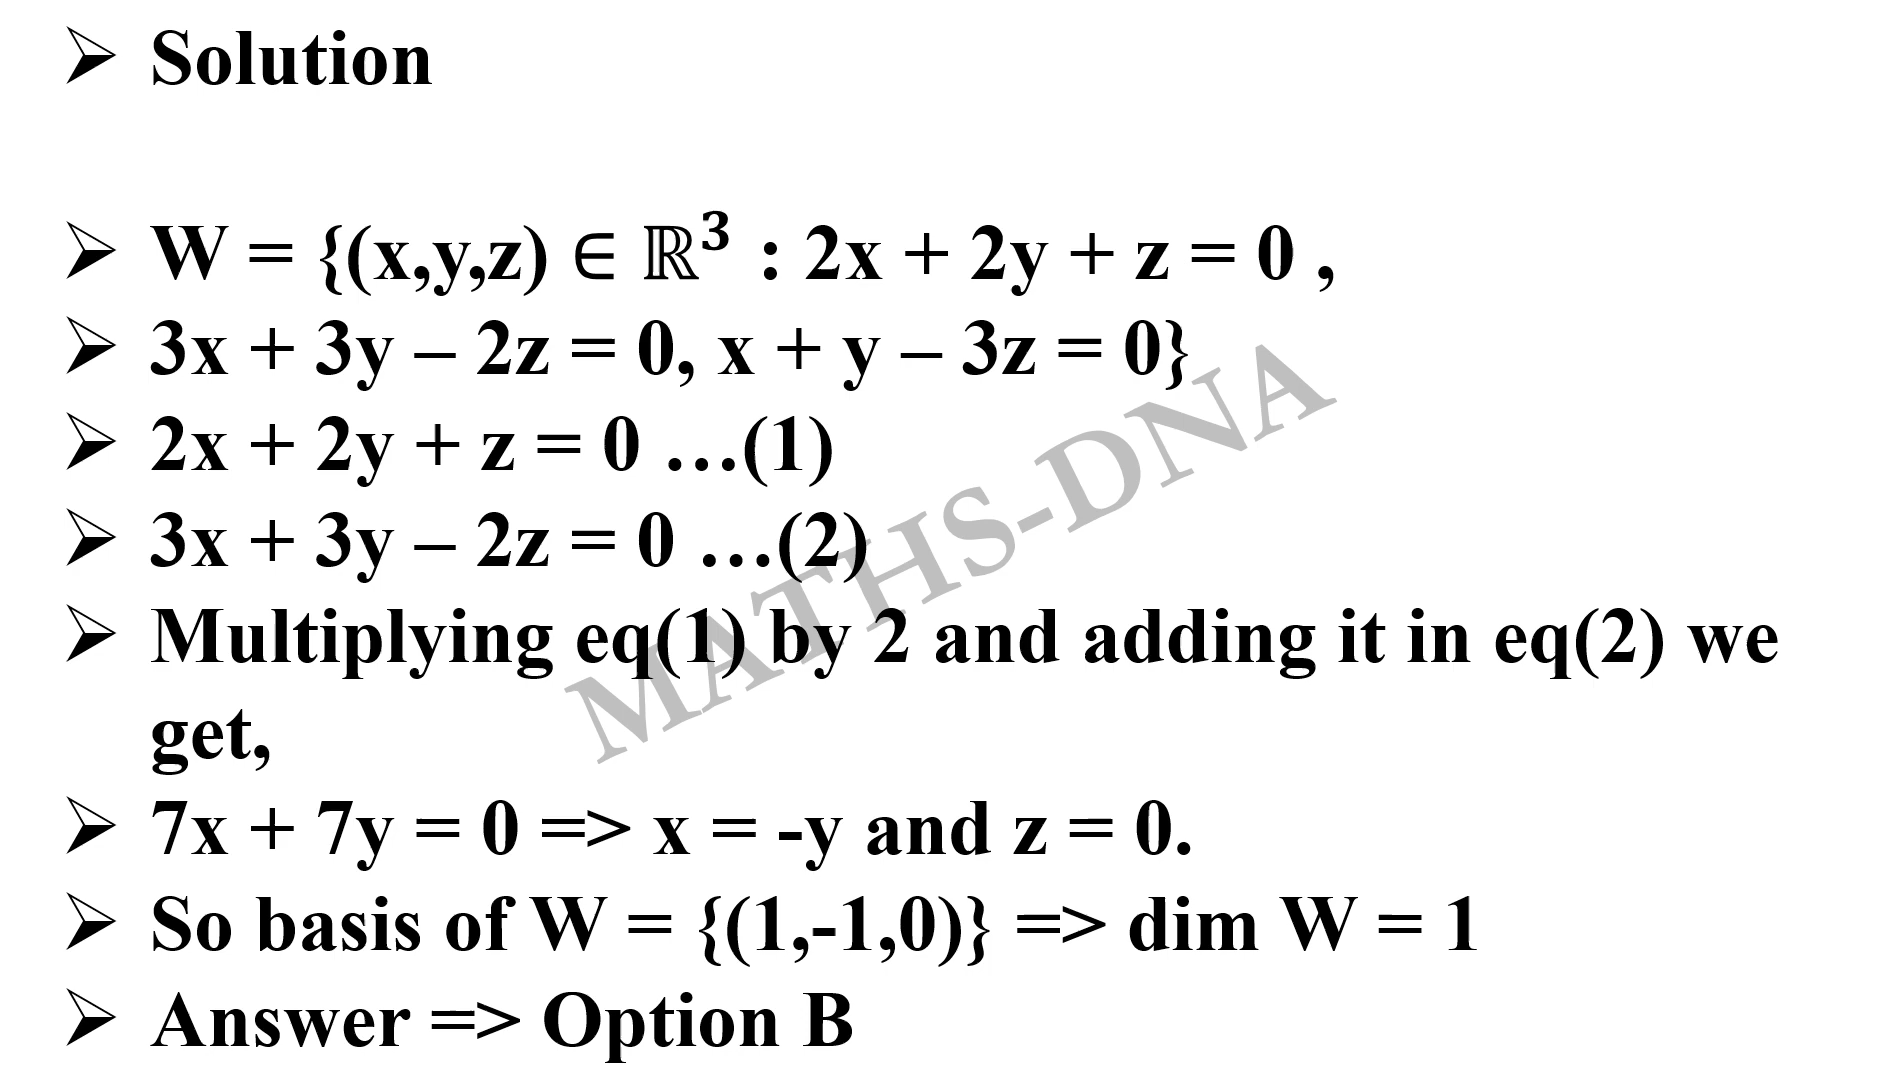 ➢ Solution
➢ W = {(x,y,z) ∈ ℝ³ : 2x + 2y + z = 0 ,
➢ 3x + 3y – 2z = 0, x + y – 3z = 0}
➢ 2x + 2y + z = 0 …(1)
➢ 3x + 3y – 2z = 0 …(2)
➢ Multiplying eq(1) by 2 and adding it in eq(2) we
get,
➢ 7x + 7y = 0 => x = -y and z = 0.
➢ So basis of W = {(1,-1,0)} => dim W = 1
➢ Answer => Option B
MATHS-DNA